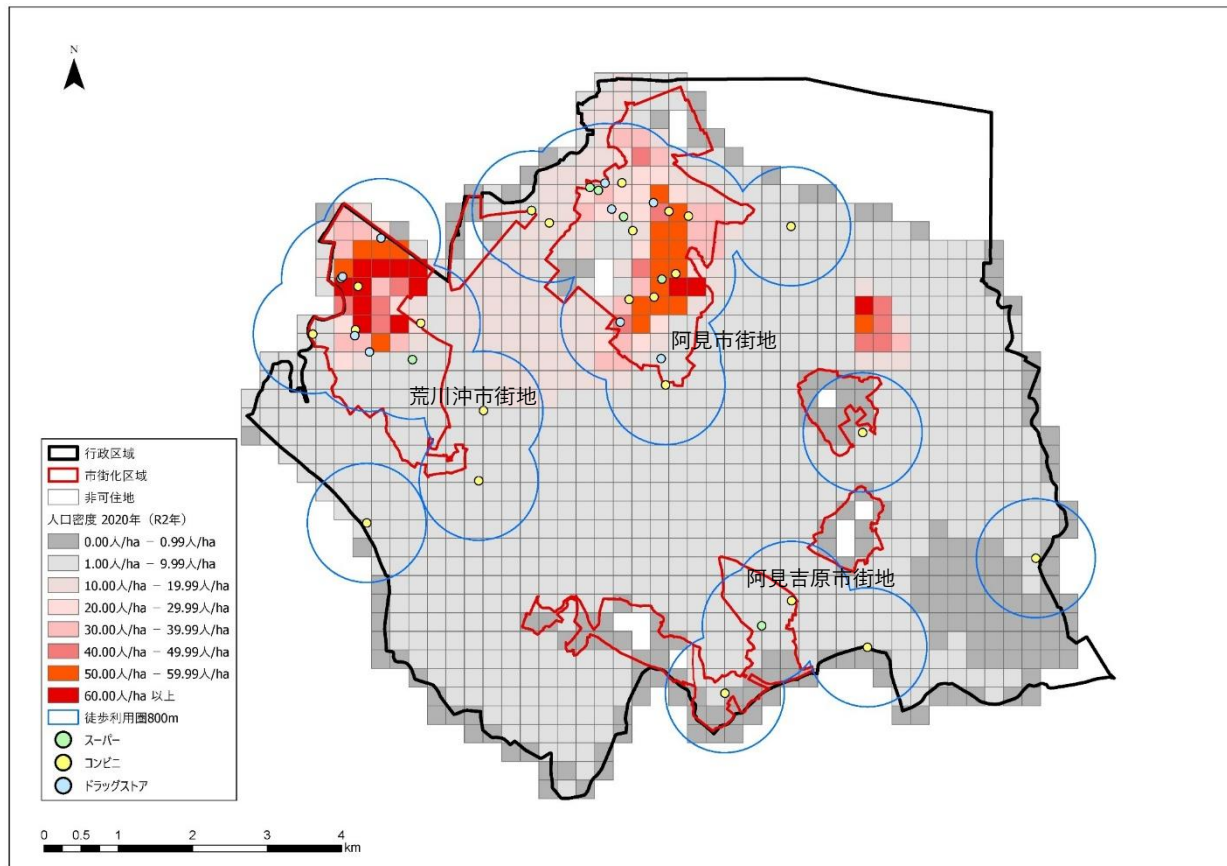 N
阿見市街地
荒川沖市街地
阿見吉原市街地
行政区域
市街化区域
非可住地
人口密度 2020年（R2年）
0.00人/ha － 0.99人/ha
1.00人/ha － 9.99人/ha
10.00人/ha － 19.99人/ha
20.00人/ha － 29.99人/ha
30.00人/ha － 39.99人/ha
40.00人/ha － 49.99人/ha
50.00人/ha － 59.99人/ha
60.00人/ha 以上
徒歩利用圏800m
スーパー
コンビニ
ドラッグストア
0 0.5 1 2 3 4
km